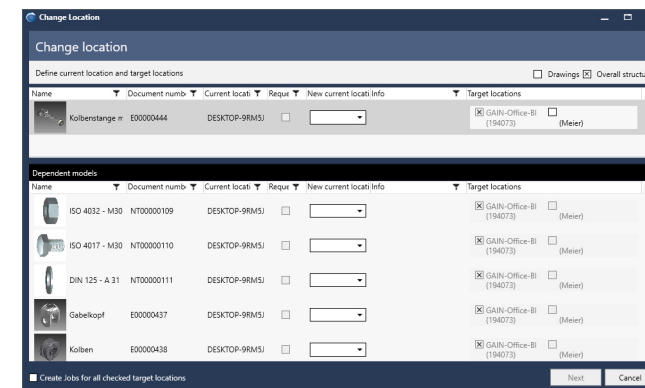 Change Location
Change location
Define current location and target locations
Drawings Overall structu
Name Document numb Current locati Reque New current locati Info Target locations
Kolbenstange m E00000444 DESKTOP-9RM5J GAIN-Office-BI
(194073) (Meier)
Dependent models
Name Document numb Current locati Reque New current locati Info Target locations
ISO 4032 - M30 NT00000109 DESKTOP-9RM5J GAIN-Office-BI
(194073) (Meier)
ISO 4017 - M30 NT00000110 DESKTOP-9RM5J GAIN-Office-BI
(194073) (Meier)
DIN 125 - A 31 NT00000111 DESKTOP-9RM5J GAIN-Office-BI
(194073) (Meier)
Gabelkopf E00000437 DESKTOP-9RM5J GAIN-Office-BI
(194073) (Meier)
Kolben E00000438 DESKTOP-9RM5J GAIN-Office-BI
(194073) (Meier)
Create Jobs for all checked target locations
Next Cancel